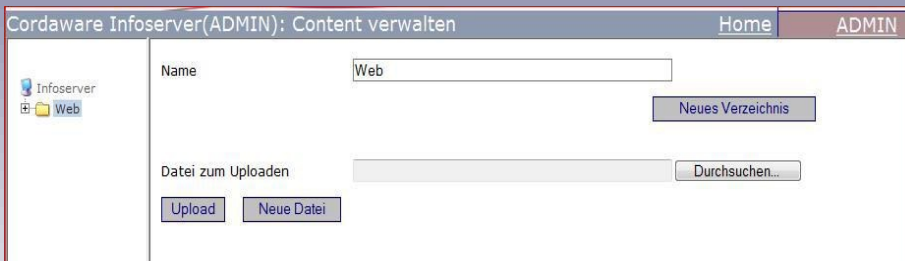 Cordaware Infoserver(ADMIN): Content verwalten Home ADMIN
Infoserver
Web
Name Web
Neues Verzeichnis
Datei zum Uploaden Durchsuchen...
Upload Neue Datei